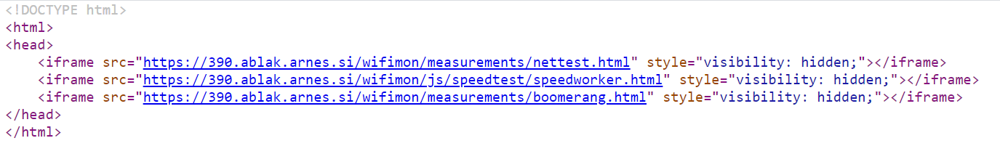 <!DOCTYPE html>
<html>
<head>
    <iframe src="https://390.ablak.arnes.si/wifimon/measurements/nettest.html" style="visibility: hidden;"></iframe>
    <iframe src="https://390.ablak.arnes.si/wifimon/js/speedtest/speedworker.html" style="visibility: hidden;"></iframe>
    <iframe src="https://390.ablak.arnes.si/wifimon/measurements/boomerang.html" style="visibility: hidden;"></iframe>
</head>
</html>